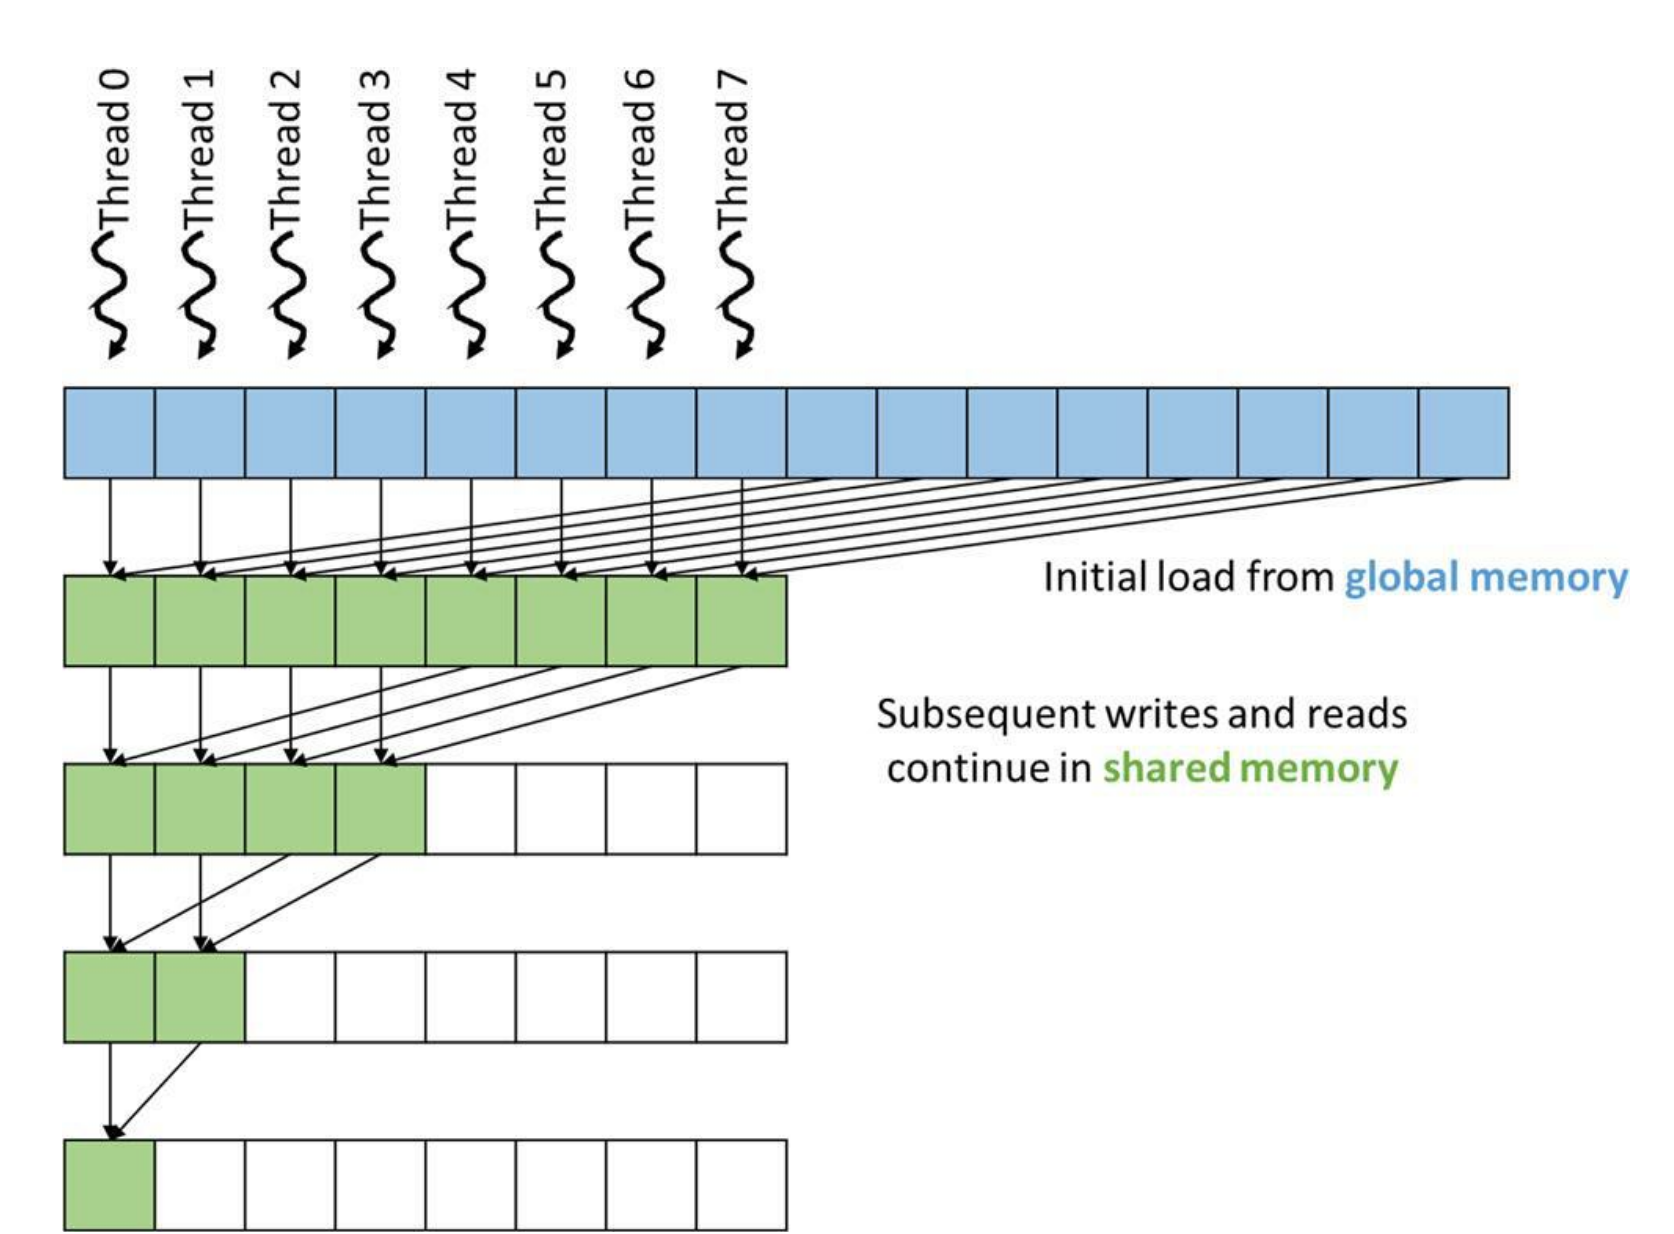 Thread 0
Thread 1
Thread 2
Thread 3
Thread 4
Thread 5
Thread 6
Thread 7
Initial load from global memory
Subsequent writes and reads
continue in shared memory